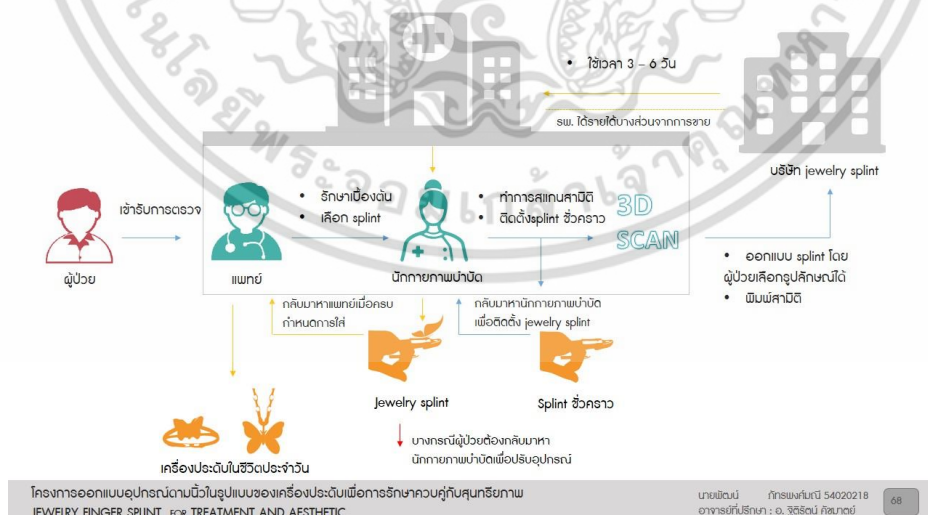 • ใช้เวลา 3 – 6 วัน
รพ. ได้รายได้บางส่วนจากการขาย
บริษัท jewelry splint
เข้ารับการตรวจ
• รักษาเบื้องต้น
• เลือก splint
• ทำการสแกนสามิติ
• ติดตั้งsplint ชั่วคราว
3D
SCAN
ผู้ป่วย
แพทย์
นักกายภาพบำบัด
• ออกแบบ splint โดย
ผู้ป่วยเลือกรูปลักษณ์ได้
• พิมพ์สามิติ
กลับมาหาแพทย์เมื่อครบ
กำหนดการใส่
กลับมาหานักกายภาพบำบัด
เพื่อติดตั้ง jewelry splint
Jewelry splint
Splint ชั่วคราว
บางกรณีผู้ป่วยต้องกลับมาหา
นักกายภาพบำบัดเพื่อปรับอุปกรณ์
เครื่องประดับในชีวิตประจำวัน
โครงการออกแบบอุปกรณ์ดามนิ้วในรูปแบบของเครื่องประดับเพื่อการรักษาควบคู่กับสุนทรียภาพ
JEWELRY FINGER SPLINT FOR TREATMENT AND AESTHETIC
นายพัฒน์ ภัทรพงศ์มณี 54020218
อาจารย์ที่ปรึกษา : อ. จิติรัตน์ คัชมาตย์
68